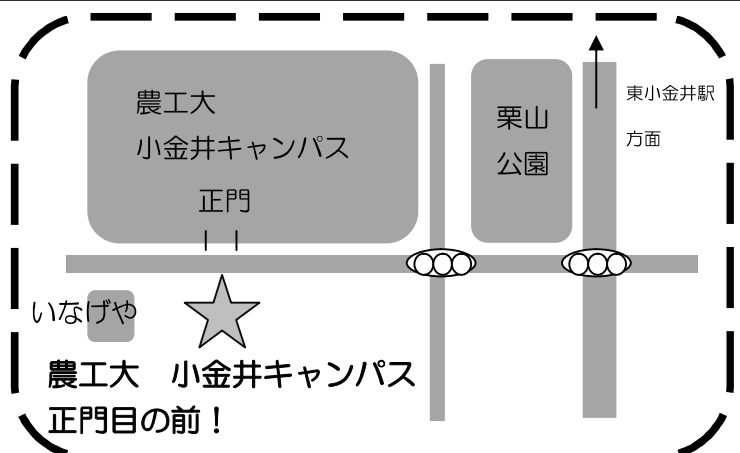 農工大
小金井キャンパス
正門
栗山
公園
東小金井駅
方面
いなげや
農工大　小金井キャンパス
正門目の前！